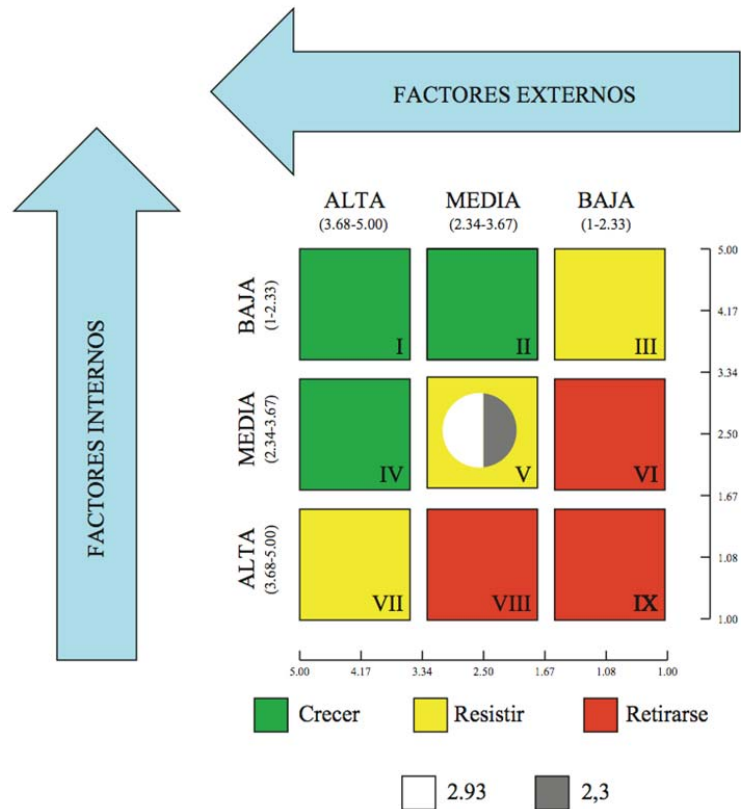 FACTORES EXTERNOS
FACTORES INTERNOS
ALTA MEDIA BAJA
(3.68-5.00) (2.34-3.67) (1-2.33)
BAJA
(1-2.33)
MEDIA
(2.34-3.67)
ALTA
(3.68-5.00)
I II III
IV V VI
VII VIII IX
5.00
4.17
3.34
2.50
1.67
1.08
1.00
5.00 4.17 3.34 2.50 1.67 1.08 1.00
Crecer Resistir Retirarse
2.93 2,3